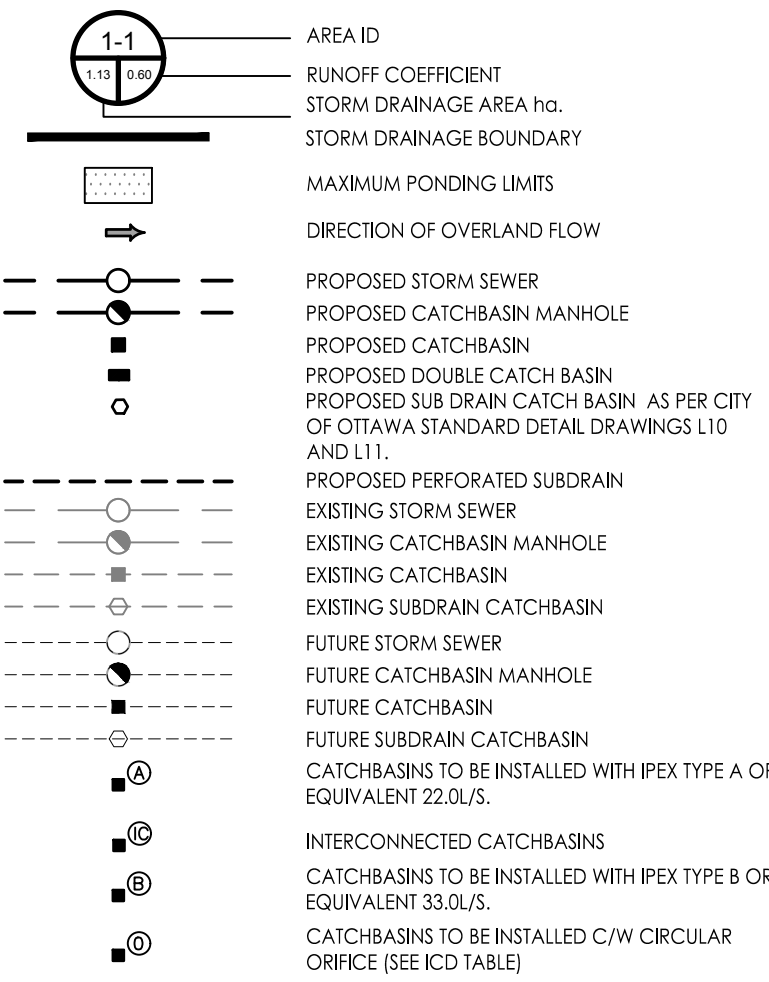 1-1
AREA ID
1.13 0.60
RUNOFF COEFFICIENT
STORM DRAINAGE AREA ha.
STORM DRAINAGE BOUNDARY
MAXIMUM PONDING LIMITS
DIRECTION OF OVERLAND FLOW
PROPOSED STORM SEWER
PROPOSED CATCHBASIN MANHOLE
PROPOSED CATCHBASIN
PROPOSED DOUBLE CATCH BASIN
PROPOSED SUB DRAIN CATCH BASIN AS PER CITY
OF OTTAWA STANDARD DETAIL DRAWINGS L10
AND L11.
PROPOSED PERFORATED SUBDRAIN
EXISTING STORM SEWER
EXISTING CATCHBASIN MANHOLE
EXISTING CATCHBASIN
EXISTING SUBDRAIN CATCHBASIN
FUTURE STORM SEWER
FUTURE CATCHBASIN MANHOLE
FUTURE CATCHBASIN
FUTURE SUBDRAIN CATCHBASIN
A
CATCHBASINS TO BE INSTALLED WITH IPEX TYPE A OR
EQUIVALENT 22.0L/S.
IC
INTERCONNECTED CATCHBASINS
B
CATCHBASINS TO BE INSTALLED WITH IPEX TYPE B OR
EQUIVALENT 33.0L/S.
O
CATCHBASINS TO BE INSTALLED C/W CIRCULAR
ORIFICE (SEE ICD TABLE)